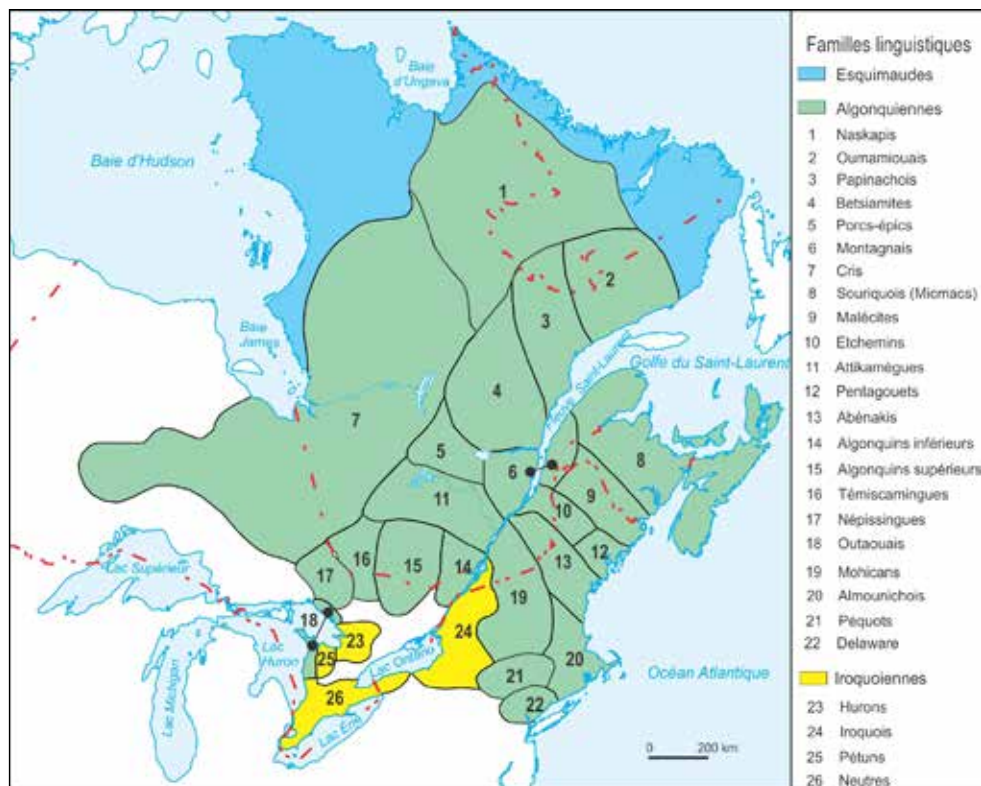 Baie d'Ungava
Baie d'Hudson
Baie James
Golfe du Saint-Laurent
Fleuve Saint-Laurent
Lac Supérieur
Lac Michigan
Lac Huron
Lac Ontario
Lac Érié
Océan Atlantique
1
2
3
4
5
6
7
8
9
10
11
12
13
14
15
16
17
18
19
20
21
22
23
24
25
26
0 200 km
Familles linguistiques
Esquimaudes
Algonquiennes
1 Naskapis
2 Oumamiouais
3 Papinachois
4 Betsiamites
5 Porcs-épics
6 Montagnais
7 Cris
8 Souriquois (Micmacs)
9 Malécites
10 Etchemins
11 Attikamègues
12 Pentagouets
13 Abénakis
14 Algonquins inférieurs
15 Algonquins supérieurs
16 Témiscamingues
17 Népissingues
18 Outaouais
19 Mohicans
20 Almounichois
21 Péquots
22 Delaware
Iroquoiennes
23 Hurons
24 Iroquois
25 Pétuns
26 Neutres